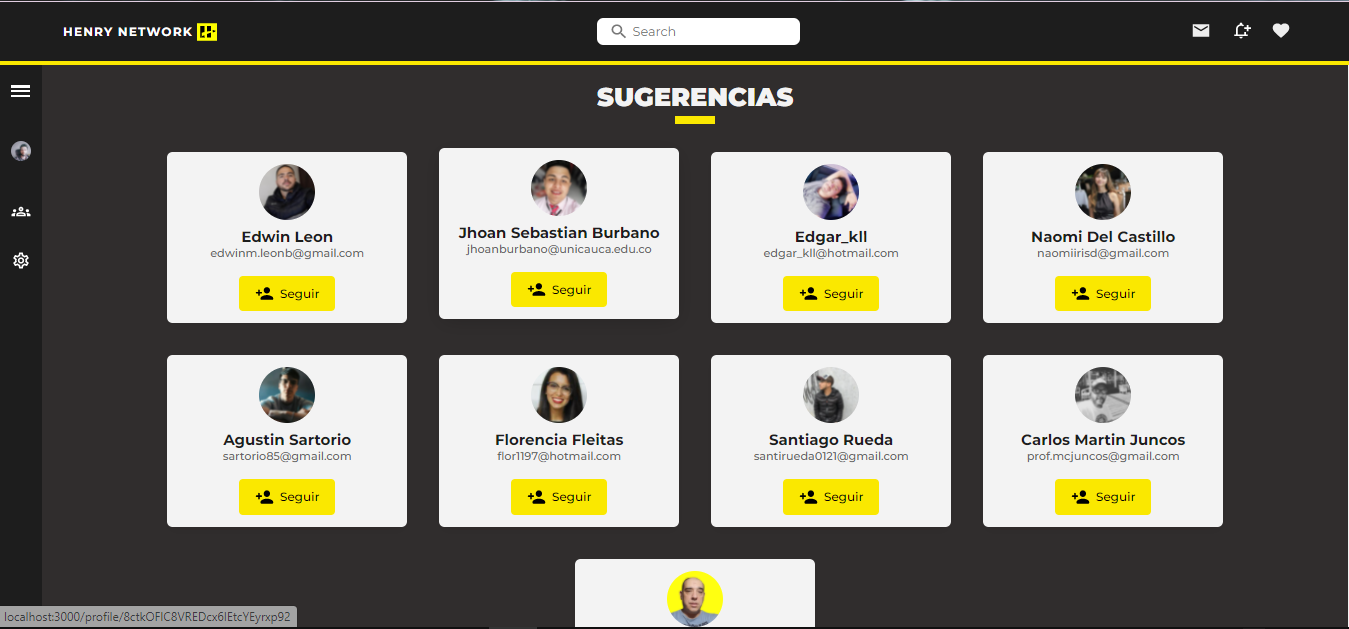 HENRY NETWORK
Search
SUGERENCIAS
Edwin Leon
edwinm.leonb@gmail.com
Seguir
Jhoan Sebastian Burbano
jhoanburbano@unicauca.edu.co
Seguir
Edgar_kll
edgar_kll@hotmail.com
Seguir
Naomi Del Castillo
naomiirisd@gmail.com
Seguir
Agustin Sartorio
sartorio85@gmail.com
Seguir
Florencia Fleitas
flor1197@hotmail.com
Seguir
Santiago Rueda
santirueda0121@gmail.com
Seguir
Carlos Martin Juncos
prof.mcjuncos@gmail.com
Seguir
localhost:3000/profile/8ctkOFIC8VREDcx6lEtcYEyrxp92